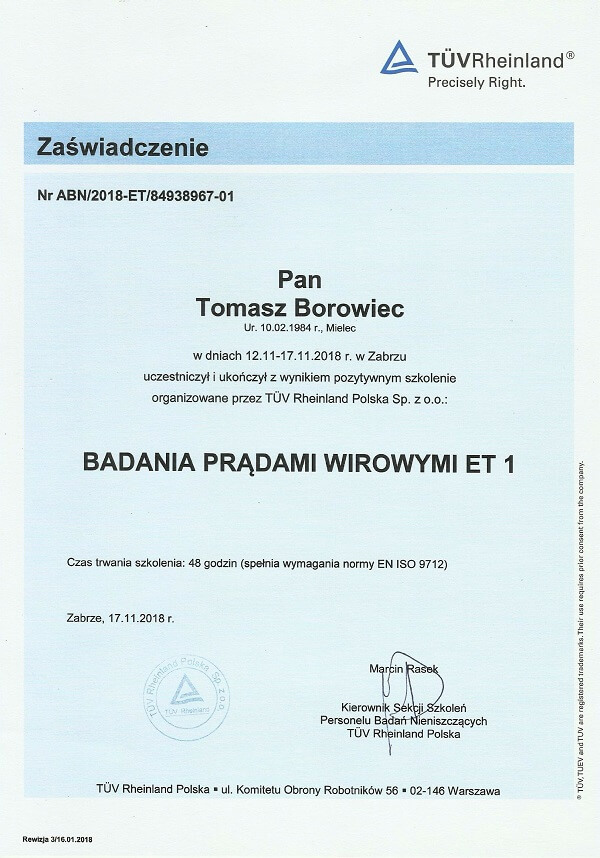 TÜVRheinland®
Precisely Right.
Zaświadczenie
Nr ABN/2018-ET/84938967-01
Pan
Tomasz Borowiec
Ur. 10.02.1984 r., Mielec
w dniach 12.11-17.11.2018 r. w Zabrzu
uczestniczył i ukończył z wynikiem pozytywnym szkolenie
organizowane przez TÜV Rheinland Polska Sp. z o.o.:
BADANIA PRĄDAMI WIROWYMI ET 1
Czas trwania szkolenia: 48 godzin (spełnia wymagania normy EN ISO 9712)
Zabrze, 17.11.2018 r.
TÜV Rheinland Polska Sp. z o.o.
TÜV Rheinland
Marcin Rasek
Kierownik Sekcji Szkoleń
Personelu Badań Nieniszczących
TÜV Rheinland Polska
TÜV Rheinland Polska ▪ ul. Komitetu Obrony Robotników 56 ▪ 02-146 Warszawa
Rewizja 3/16.01.2018
® TÜV, TUEV and TUV are registered trademarks. Their use requires prior consent from the company.